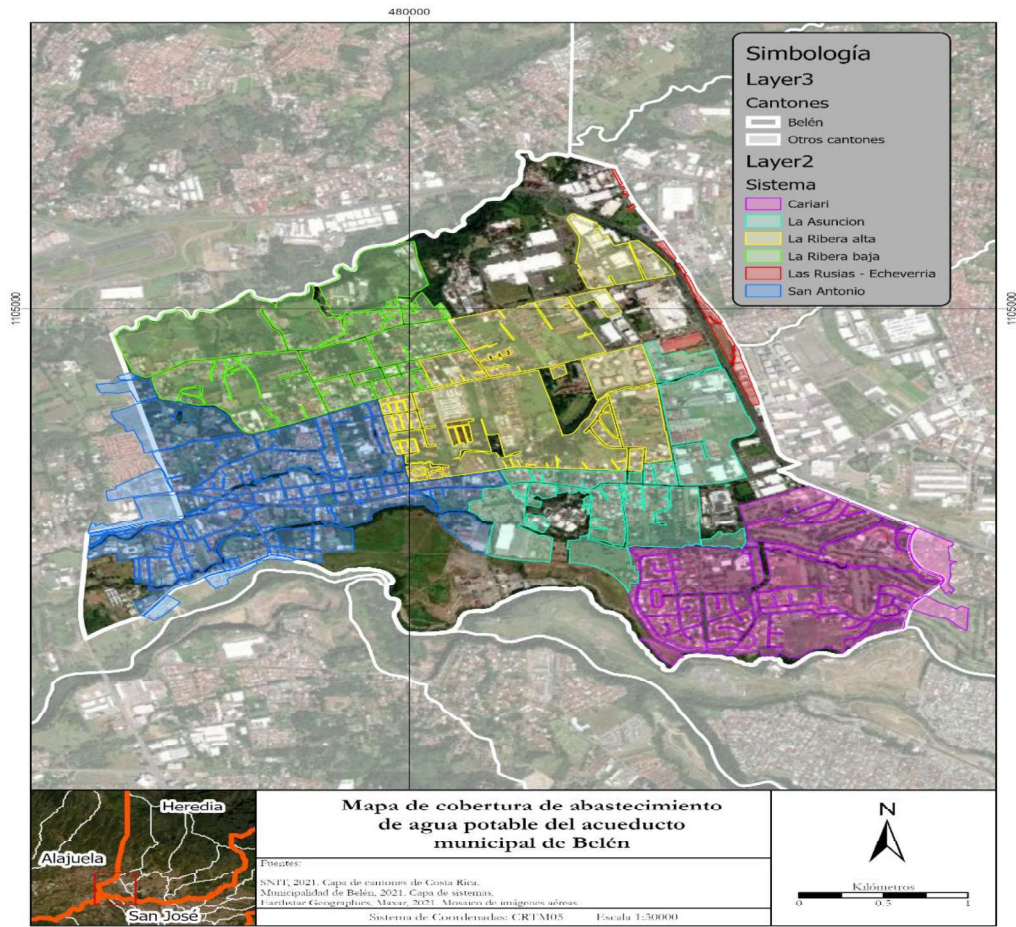 480000
1105000
1105000
Simbología
Layer3
Cantones
Belén
Otros cantones
Layer2
Sistema
Cariari
La Asuncion
La Ribera alta
La Ribera baja
Las Rusias - Echeverria
San Antonio
Heredia
Alajuela
San José
Mapa de cobertura de abastecimiento
de agua potable del acueducto
municipal de Belén
Fuentes:
SNIT, 2021. Capa de cantones de Costa Rica.
Municipalidad de Belén, 2021. Capa de sistemas.
Earthstar Geographics, Maxar, 2021. Mosaico de imágenes aéreas.
Sistema de Coordenadas: CRTM05 Escala 1:50000
N
Kilómetros
0 0.5 1